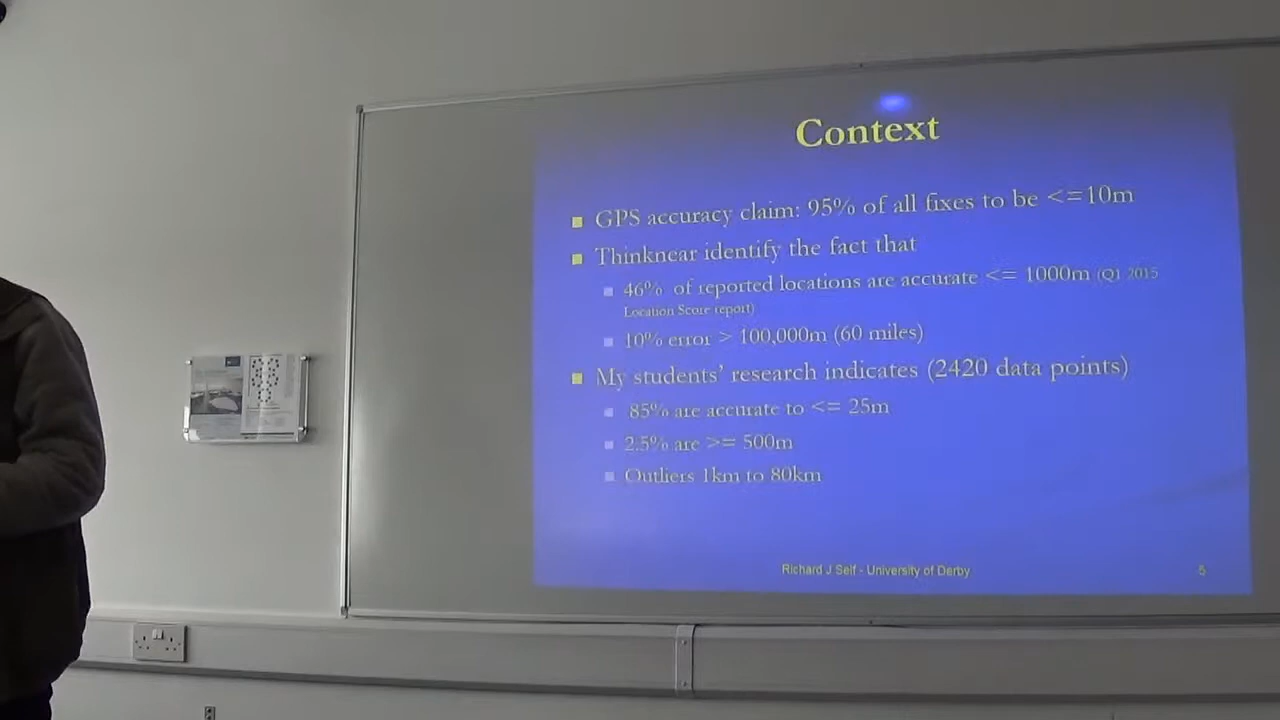 Context
GPS accuracy claim: 95% of all fixes to be <=10m
Thinknear identify the fact that
46% of reported locations are accurate <= 1000m (Q1 2015
Location Score report)
10% error > 100,000m (60 miles)
My students' research indicates (2420 data points)
85% are accurate to <= 25m
2.5% are >= 500m
Outliers 1km to 80km
Richard J Self - University of Derby
5